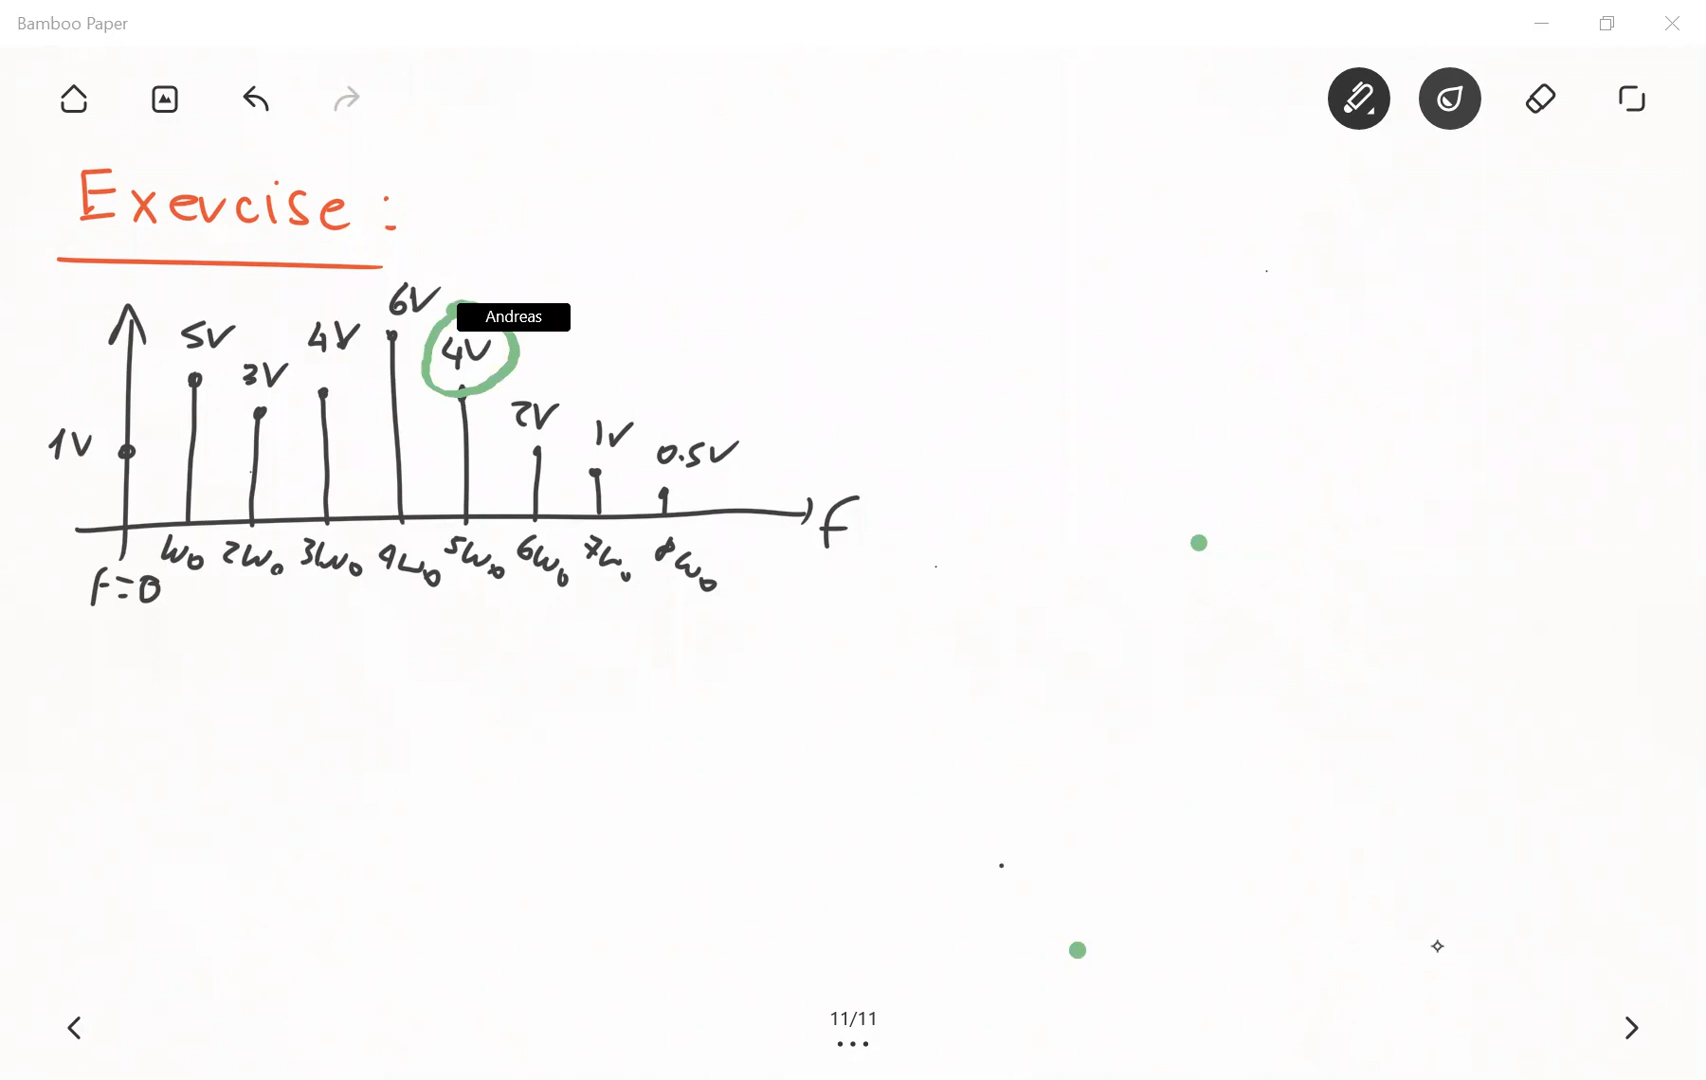 Bamboo Paper
Exercise:
6V
Andreas
5V 4V 4V
3V
2V
1V 1V 0.5V
f
w₀ 2w₀ 3w₀ 4w₀ 5w₀ 6w₀ 7w₀ 8w₀
f=0
11/11